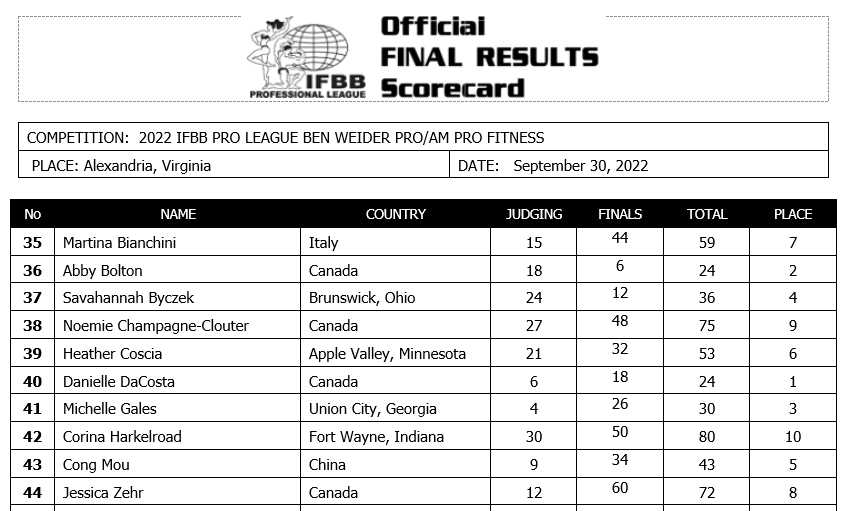 Official
FINAL RESULTS
Scorecard
IFBB
PROFESSIONAL LEAGUE
COMPETITION: 2022 IFBB PRO LEAGUE BEN WEIDER PRO/AM PRO FITNESS
PLACE: Alexandria, Virginia DATE: September 30, 2022
No NAME COUNTRY JUDGING FINALS TOTAL PLACE
35 Martina Bianchini Italy 15 44 59 7
36 Abby Bolton Canada 18 6 24 2
37 Savahannah Byczek Brunswick, Ohio 24 12 36 4
38 Noemie Champagne-Clouter Canada 27 48 75 9
39 Heather Coscia Apple Valley, Minnesota 21 32 53 6
40 Danielle DaCosta Canada 6 18 24 1
41 Michelle Gales Union City, Georgia 4 26 30 3
42 Corina Harkelroad Fort Wayne, Indiana 30 50 80 10
43 Cong Mou China 9 34 43 5
44 Jessica Zehr Canada 12 60 72 8